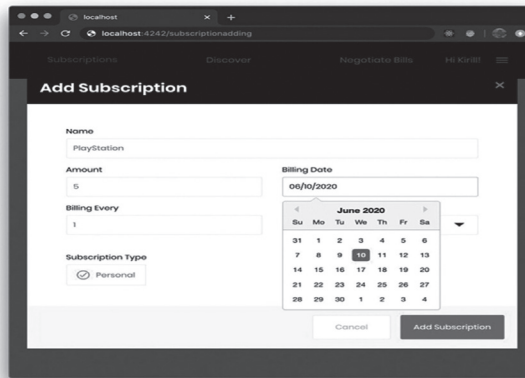 localhost
localhost:4242/subscriptionadding
Subscriptions Discover Negotiate Bills Hi Kirill!
Add Subscription
Name
PlayStation
Amount Billing Date
5 06/10/2020
Billing Every
1
June 2020
Su Mo Tu We Th Fr Sa
31 1 2 3 4 5 6
7 8 9 10 11 12 13
14 15 16 17 18 19 20
21 22 23 24 25 26 27
28 29 30 1 2 3 4
Subscription Type
Personal
Cancel Add Subscription